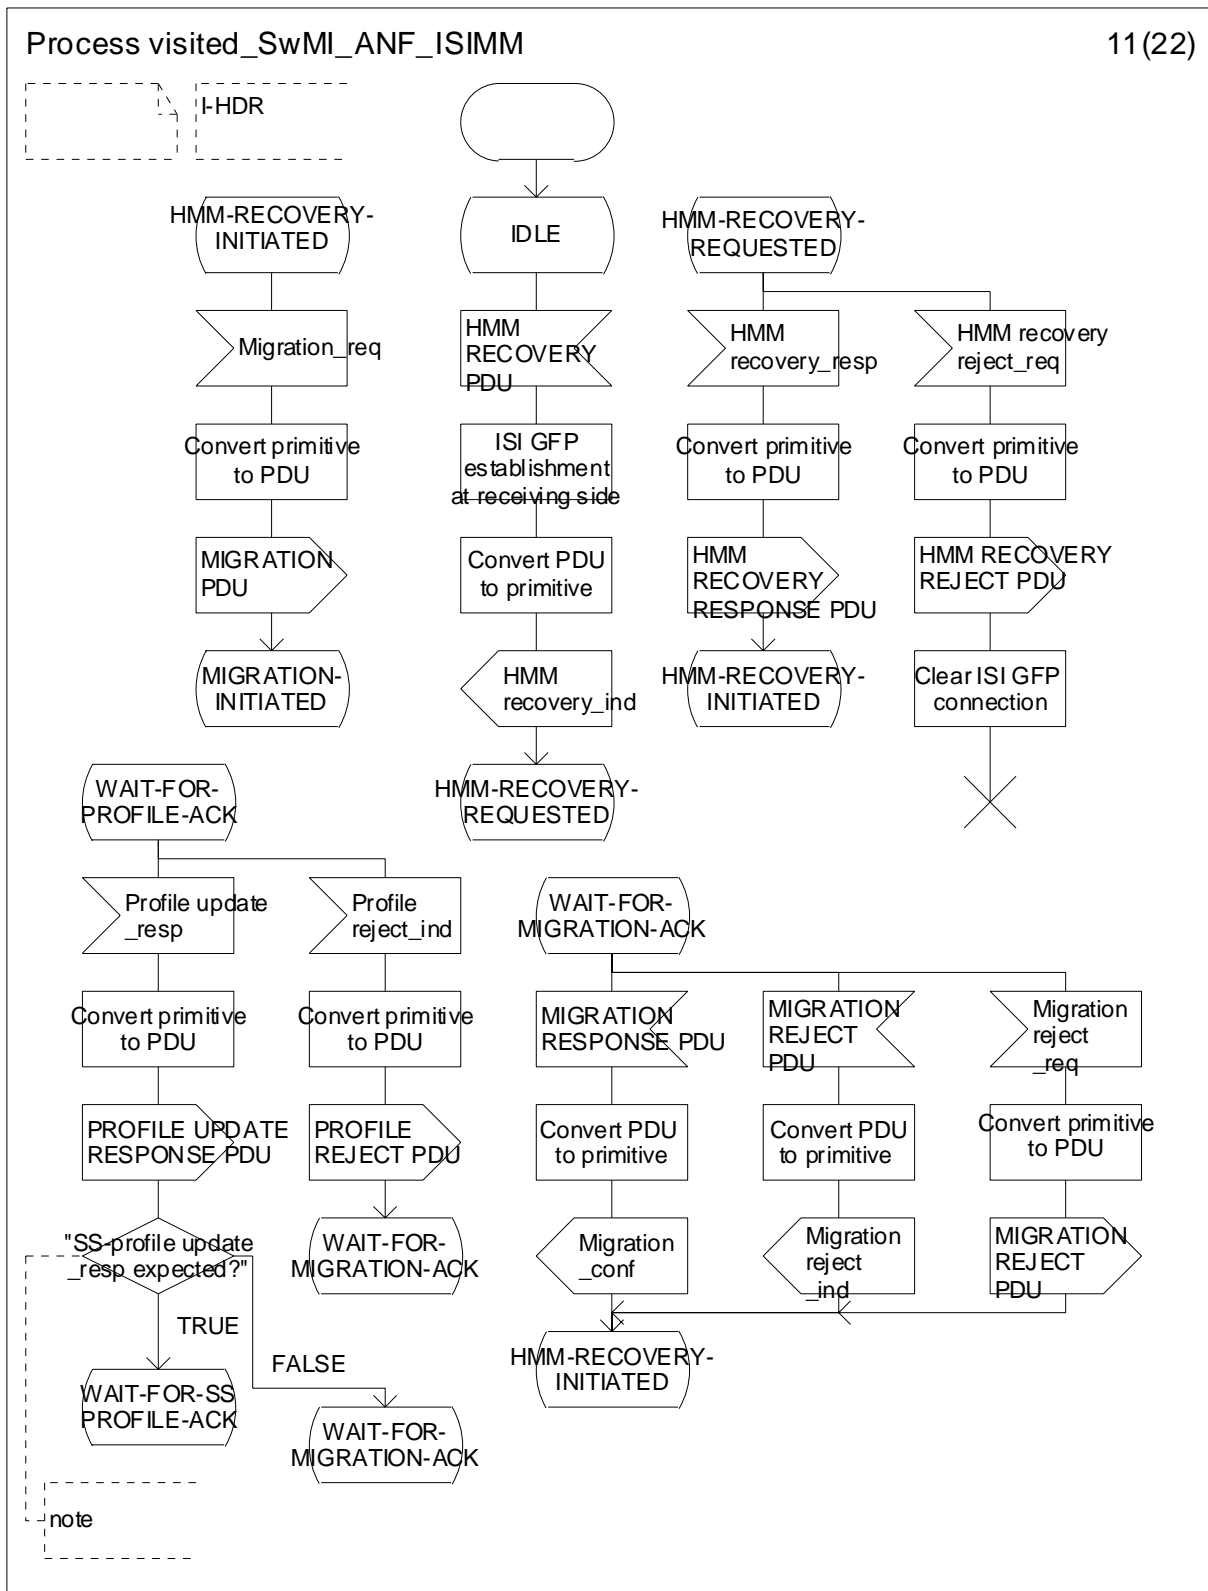 Process visited_SwMI_ANF_ISIMM
11(22)
I-HDR
HMM-RECOVERY-
INITIATED
Migration_req
Convert primitive
to PDU
MIGRATION
PDU
MIGRATION-
INITIATED
IDLE
HMM
RECOVERY
PDU
ISI GFP
establishment
at receiving side
Convert PDU
to primitive
HMM
recovery_ind
HMM-RECOVERY-
REQUESTED
HMM-RECOVERY-
REQUESTED
HMM
recovery_resp
Convert primitive
to PDU
HMM
RECOVERY
RESPONSE PDU
HMM-RECOVERY-
INITIATED
HMM recovery
reject_req
Convert primitive
to PDU
HMM RECOVERY
REJECT PDU
Clear ISI GFP
connection
WAIT-FOR-
PROFILE-ACK
Profile update
_resp
Convert primitive
to PDU
PROFILE UPDATE
RESPONSE PDU
"SS-profile update
_resp expected?"
TRUE
FALSE
WAIT-FOR-SS
PROFILE-ACK
WAIT-FOR-
MIGRATION-ACK
note
Profile
reject_ind
Convert primitive
to PDU
PROFILE
REJECT PDU
WAIT-FOR-
MIGRATION-ACK
WAIT-FOR-
MIGRATION-ACK
MIGRATION
RESPONSE PDU
Convert PDU
to primitive
Migration
_conf
HMM-RECOVERY-
INITIATED
MIGRATION
REJECT
PDU
Convert PDU
to primitive
Migration
reject
_ind
Migration
reject
_req
Convert primitive
to PDU
MIGRATION
REJECT
PDU